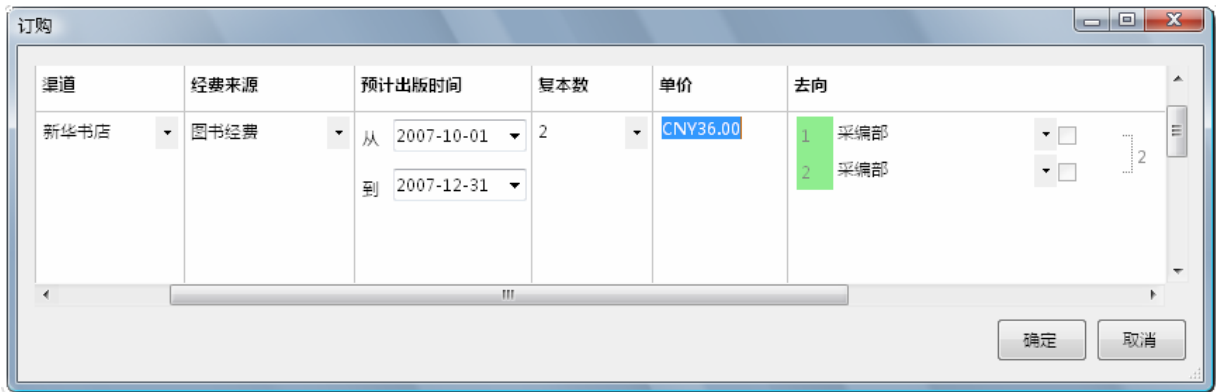 订购
渠道 经费来源 预计出版时间 复本数 单价 去向
新华书店 图书经费 从 2007-10-01 2 CNY36.00 1 采编部
2 采编部 2
到 2007-12-31
确定 取消